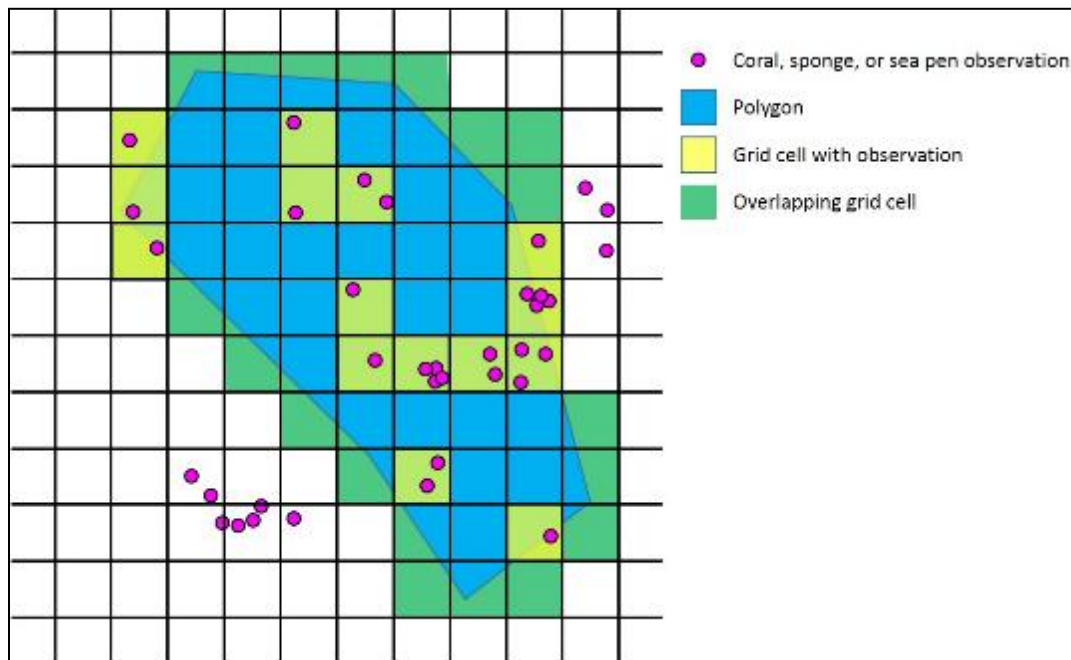 Coral, sponge, or sea pen observation
Polygon
Grid cell with observation
Overlapping grid cell